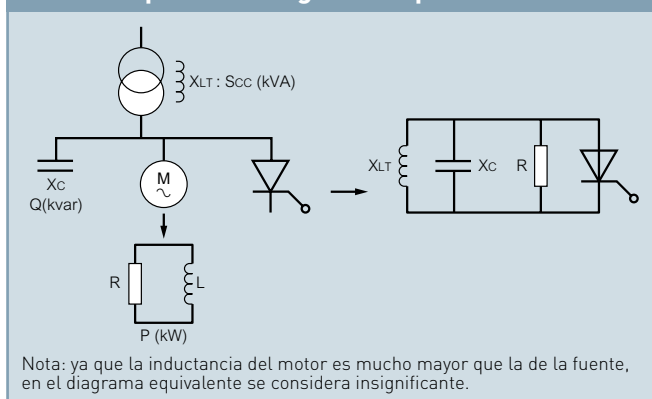 XLT : SCC (kVA)
XC
Q(kvar)
M
R
L
P (kW)
XLT
XC
R
Nota: ya que la inductancia del motor es mucho mayor que la de la fuente,
en el diagrama equivalente se considera insignificante.